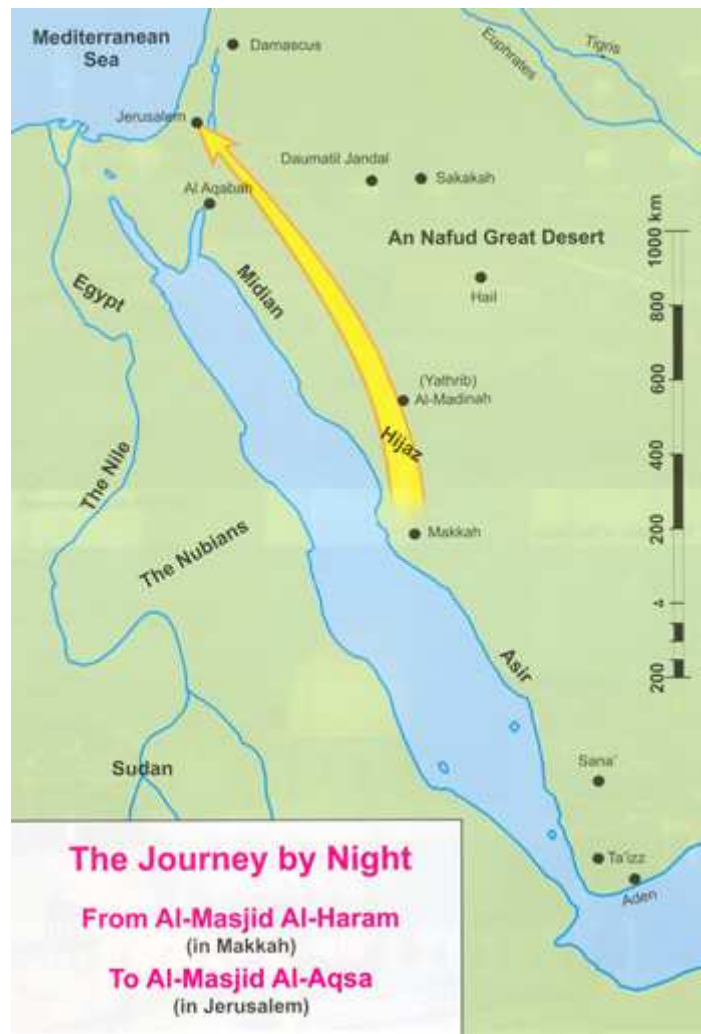 Mediterranean
Sea
Damascus
Euphrates
Tigris
Jerusalem
Daumatil Jandal
Sakakah
Al Aqabah
An Nafud Great Desert
1000 km
Egypt
Midian
Hail
800
(Yathrib)
Al-Madinah
600
Hijaz
400
The Nile
Makkah
200
The Nubians
4
Asir
200
Sudan
Sana'
Ta'izz
Aden
The Journey by Night
From Al-Masjid Al-Haram
(in Makkah)
To Al-Masjid Al-Aqsa
(in Jerusalem)